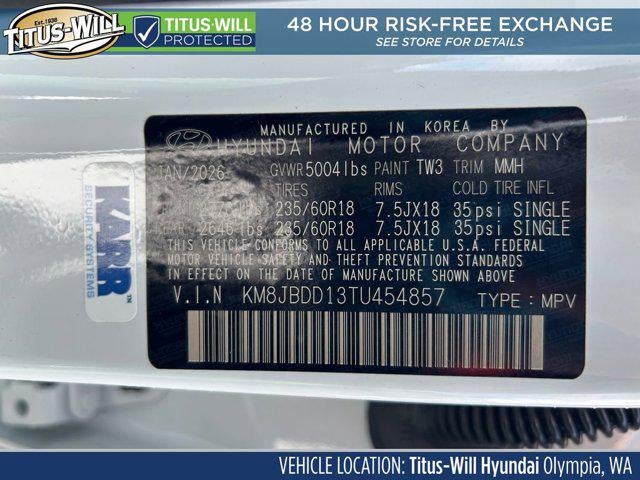 Est. 1938
TITUS-WILL
TITUS-WILL
PROTECTED
48 HOUR RISK-FREE EXCHANGE
SEE STORE FOR DETAILS
MANUFACTURED IN KOREA BY
HYUNDAI MOTOR COMPANY
JAN/2026 GVWR 5004lbs PAINT TW3 TRIM MMH
TIRES RIMS COLD TIRE INFL
235/60R18 7.5JX18 35psi SINGLE
2646 lbs 235/60R18 7.5JX18 35psi SINGLE
THIS VEHICLE CONFORMS TO ALL APPLICABLE U.S.A. FEDERAL
MOTOR VEHICLE SAFETY AND THEFT PREVENTION STANDARDS
IN EFFECT ON THE DATE OF MANUFACTURE SHOWN ABOVE.
V.I.N KM8JBDD13TU454857 TYPE : MPV
KARR
SECURITY SYSTEMS
VEHICLE LOCATION: Titus-Will Hyundai Olympia, WA